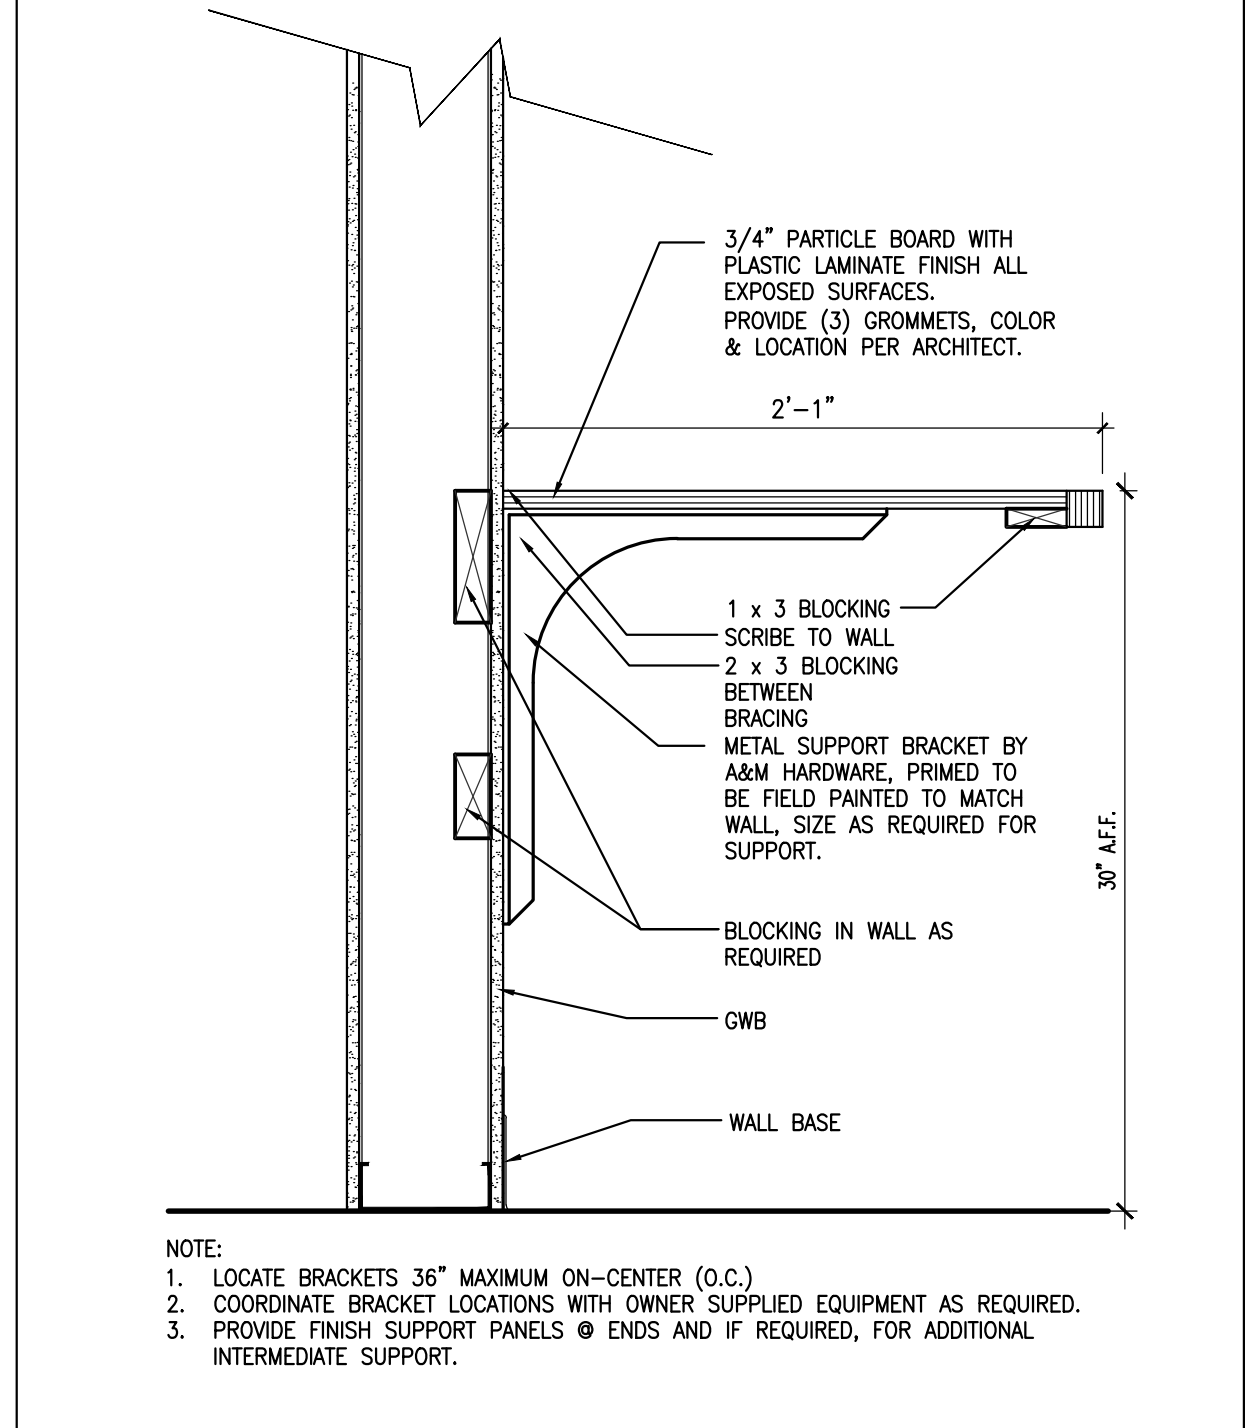 3/4" PARTICLE BOARD WITH
PLASTIC LAMINATE FINISH ALL
EXPOSED SURFACES.
PROVIDE (3) GROMMETS, COLOR
& LOCATION PER ARCHITECT.
2'-1"
1 x 3 BLOCKING
SCRIBE TO WALL
2 x 3 BLOCKING
BETWEEN
BRACING
METAL SUPPORT BRACKET BY
A&M HARDWARE, PRIMED TO
BE FIELD PAINTED TO MATCH
WALL, SIZE AS REQUIRED FOR
SUPPORT.
30" A.F.F.
BLOCKING IN WALL AS
REQUIRED
GWB
WALL BASE
NOTE:
1. LOCATE BRACKETS 36" MAXIMUM ON-CENTER (O.C.)
2. COORDINATE BRACKET LOCATIONS WITH OWNER SUPPLIED EQUIPMENT AS REQUIRED.
3. PROVIDE FINISH SUPPORT PANELS @ ENDS AND IF REQUIRED, FOR ADDITIONAL
INTERMEDIATE SUPPORT.